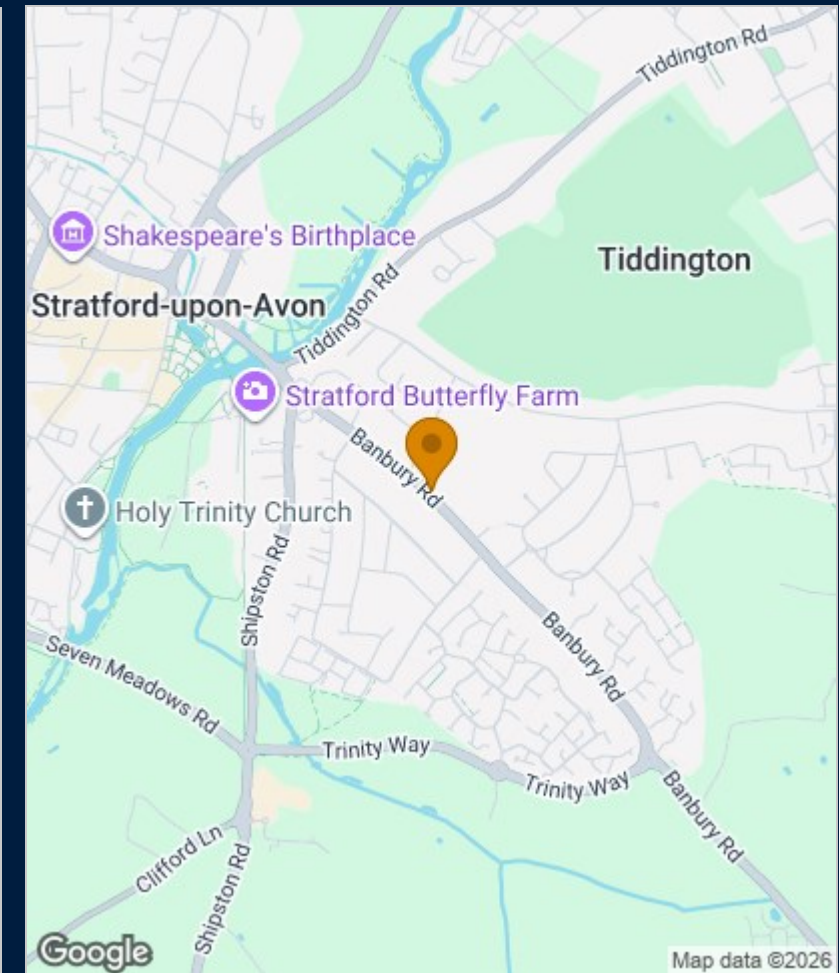 Tiddington Rd
Shakespeare's Birthplace
Tiddington
Stratford-upon-Avon
Tiddington Rd
Stratford Butterfly Farm
Banbury Rd
Holy Trinity Church
Shipston Rd
Banbury Rd
Seven Meadows Rd
Trinity Way
Trinity Way
Banbury Rd
Clifford Ln
Shipston Rd
Google
Map data ©2026